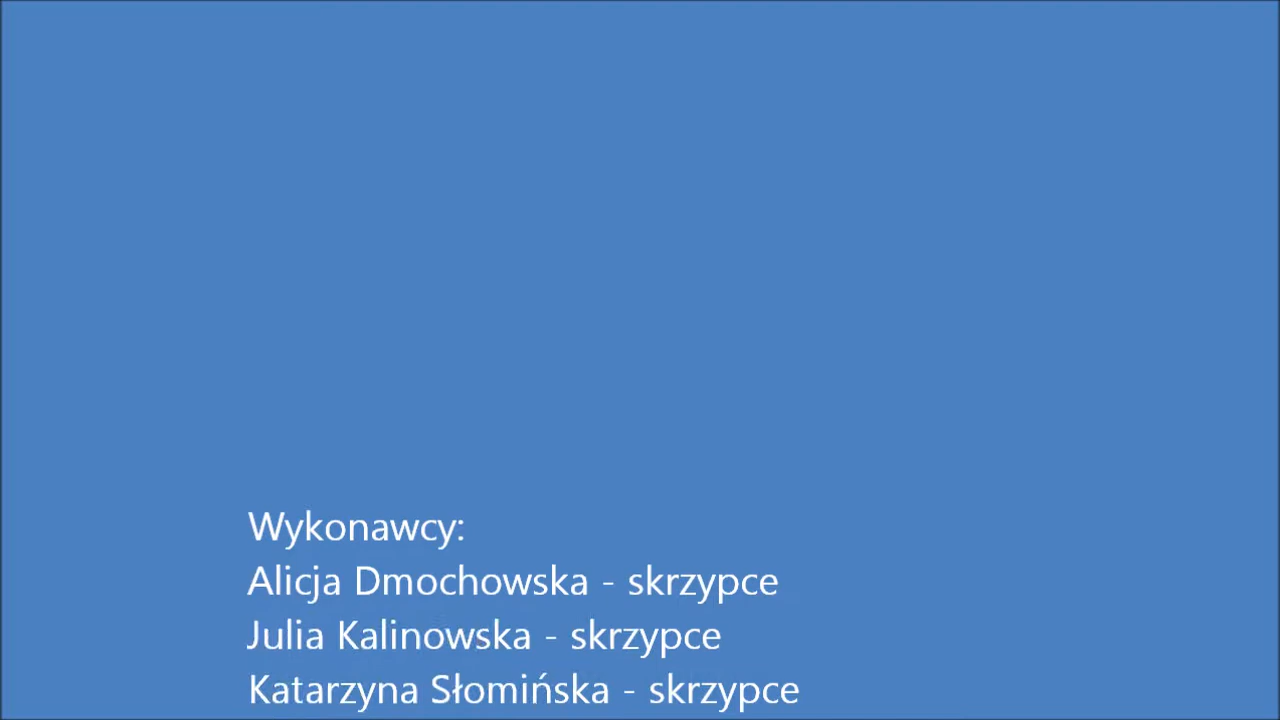 Wykonawcy:
Alicja Dmochowska - skrzypce
Julia Kalinowska - skrzypce
Katarzyna Słomińska - skrzypce